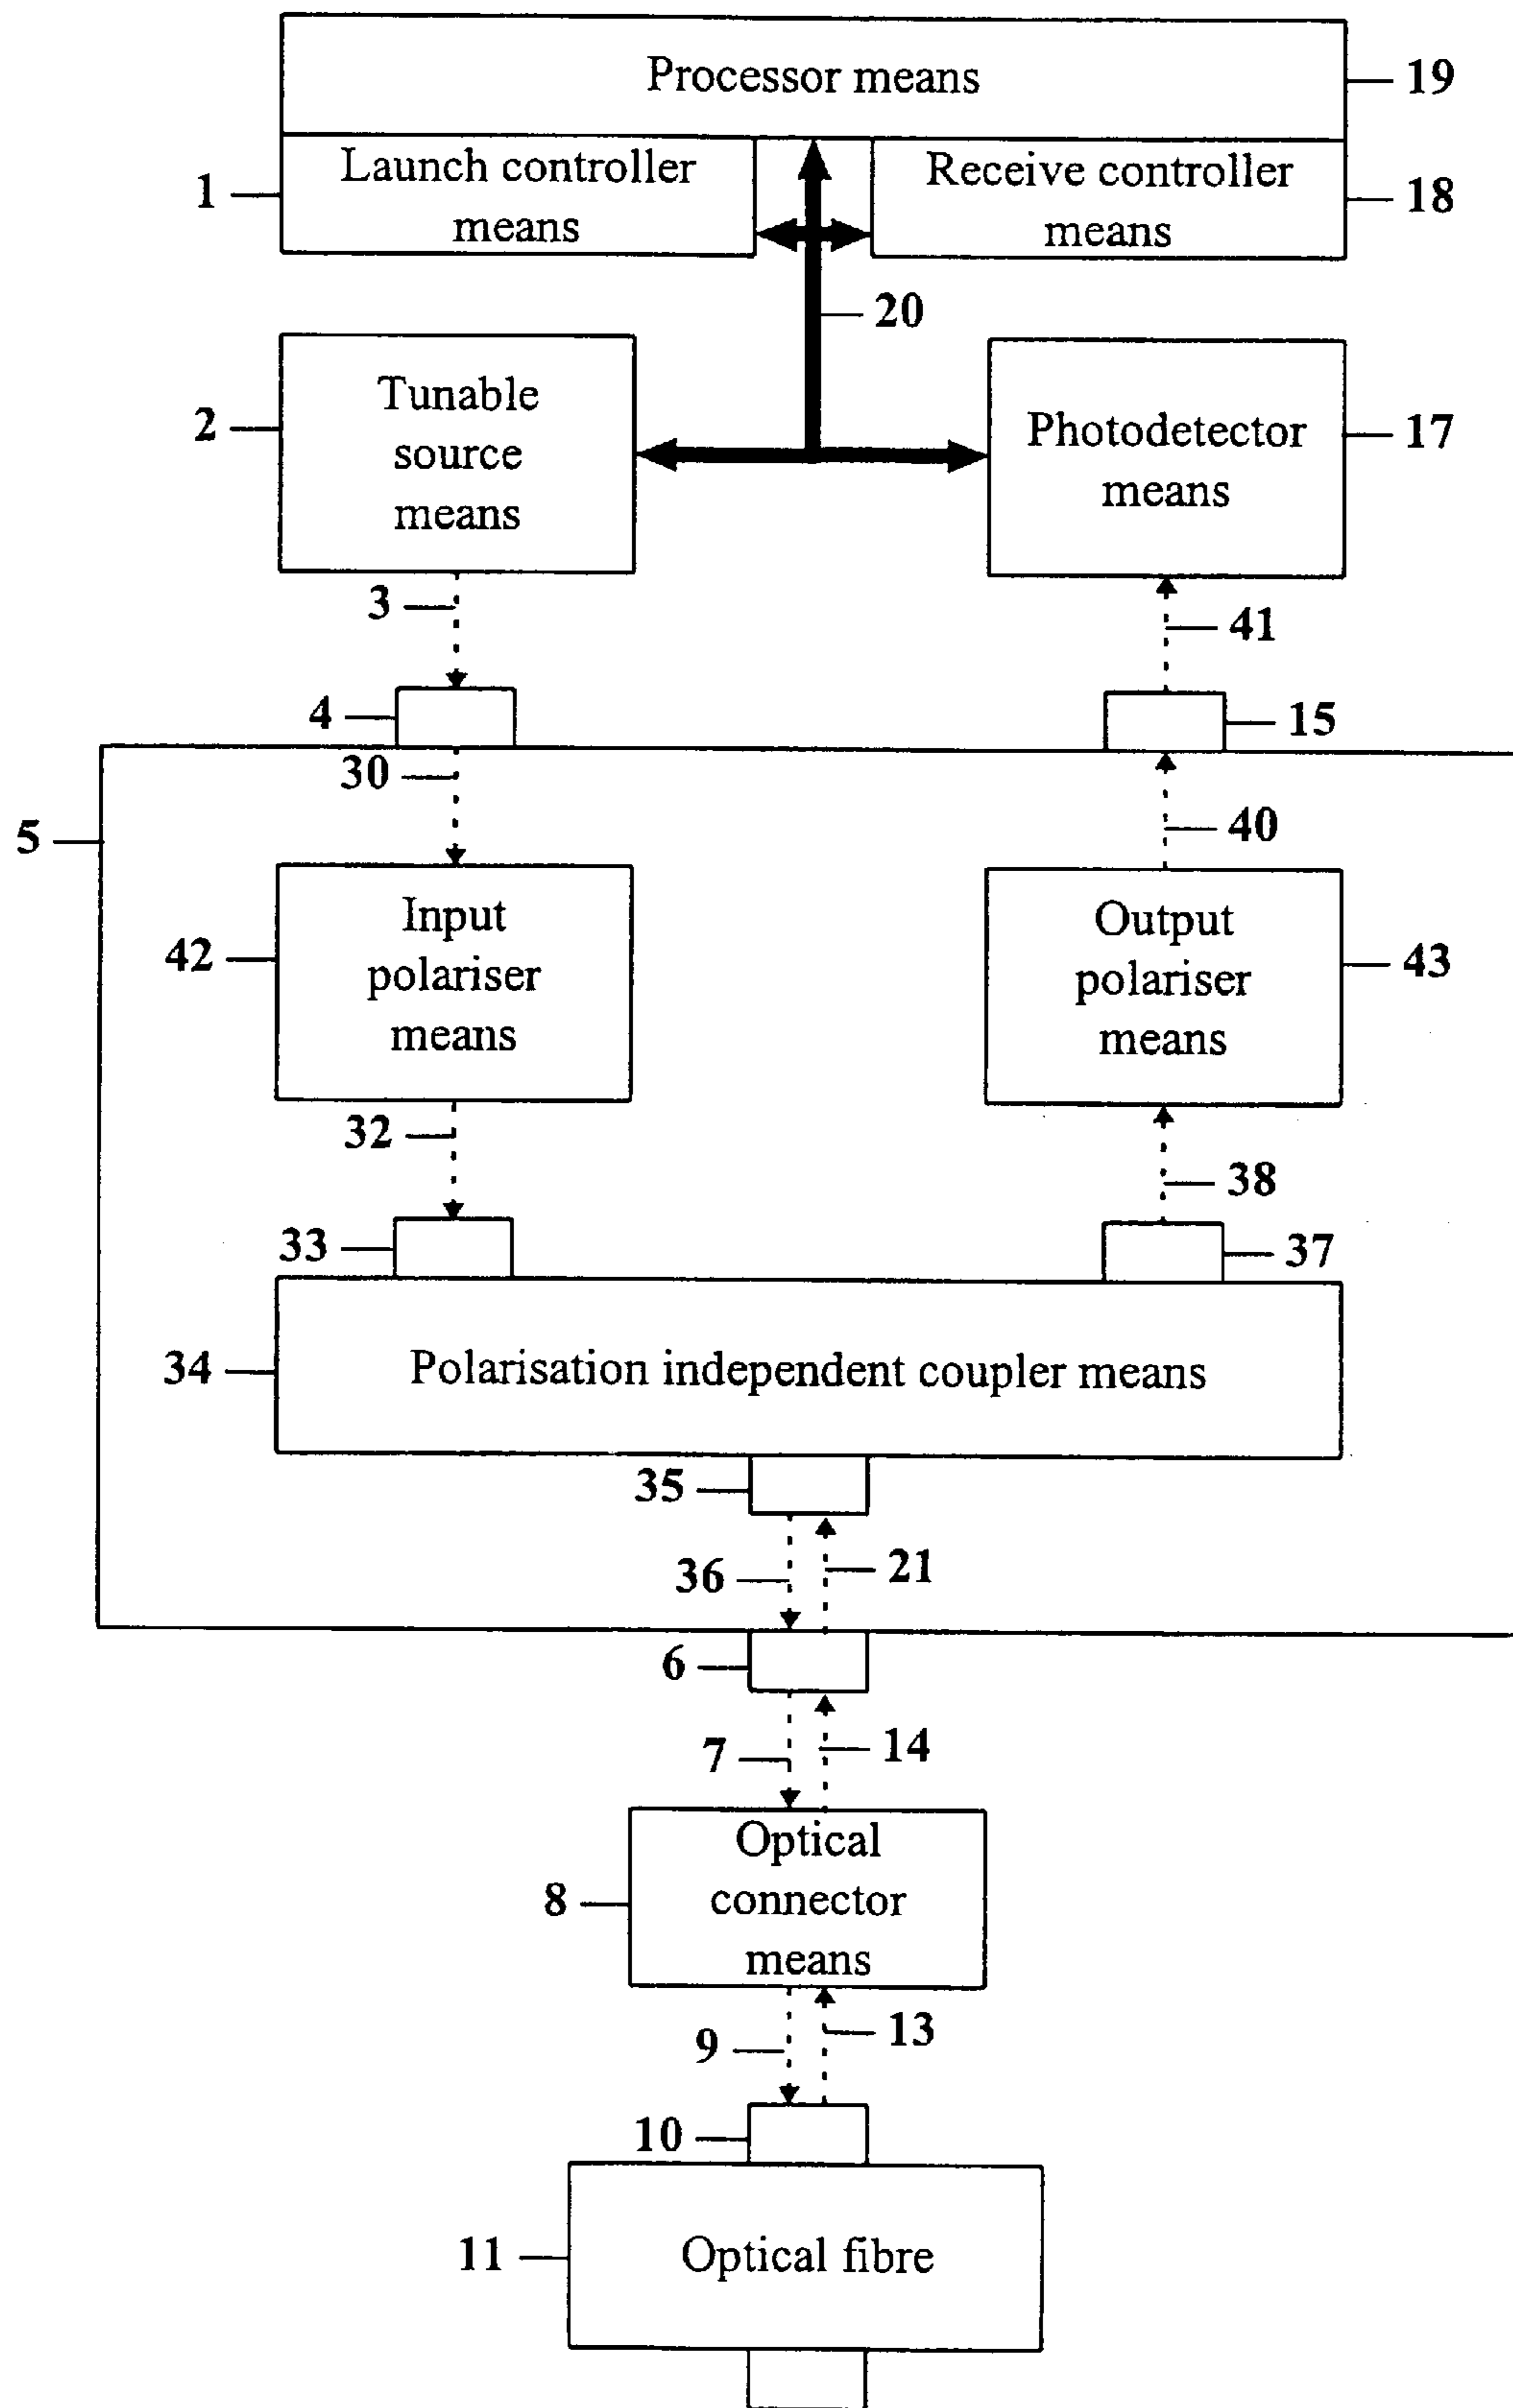 Processor means
19
Launch controller
means
1
Receive controller
means
18
20
Tunable
source
means
2
Photodetector
means
17
3
41
4
15
30
40
5
Input
polariser
means
42
Output
polariser
means
43
32
38
33
37
34
Polarisation independent coupler means
35
36
21
6
7
14
Optical
connector
means
8
9
13
10
11
Optical fibre